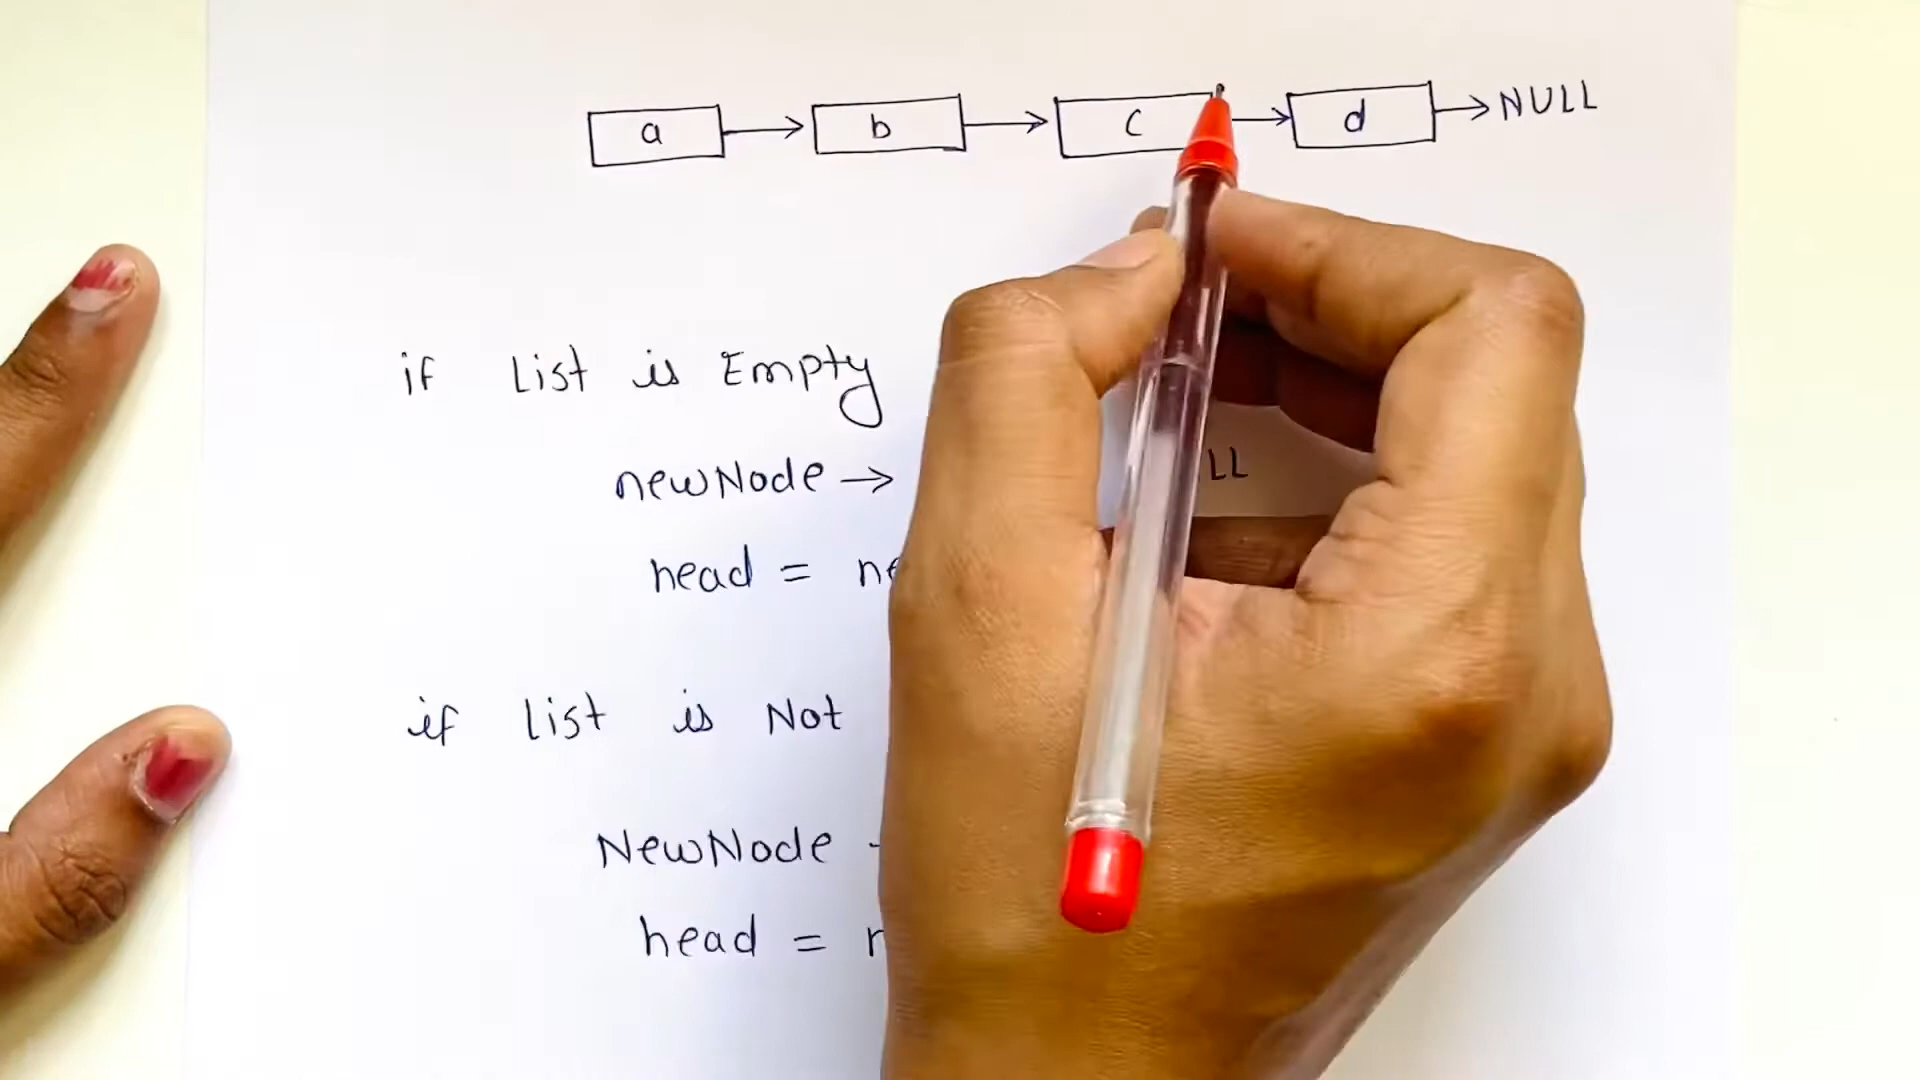 a → b → c → d → NULL
if List is Empty
newNode → LL
head = ne
if list is Not
NewNode -
head =